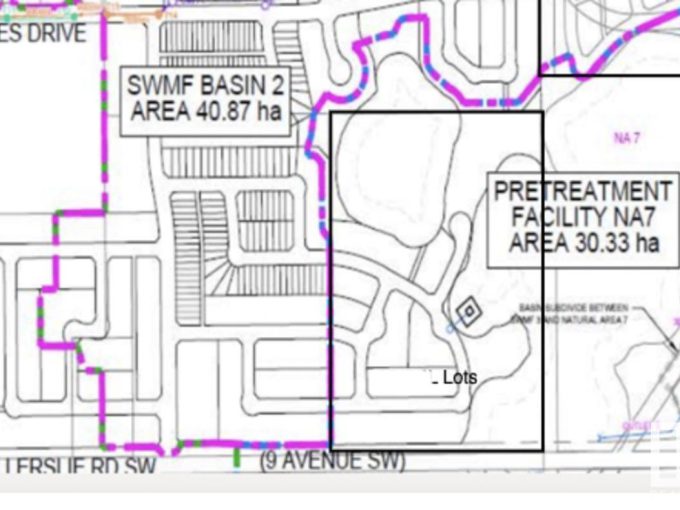 ES DRIVE
SWMF BASIN 2
AREA 40.87 ha
NA 7
PRETREATMENT
FACILITY NA7
AREA 30.33 ha
BASIN SUBDIVIDE BETWEEN
SWMF 3 AND NATURAL AREA 7
Lots
LERSLIE RD SW
(9 AVENUE SW)